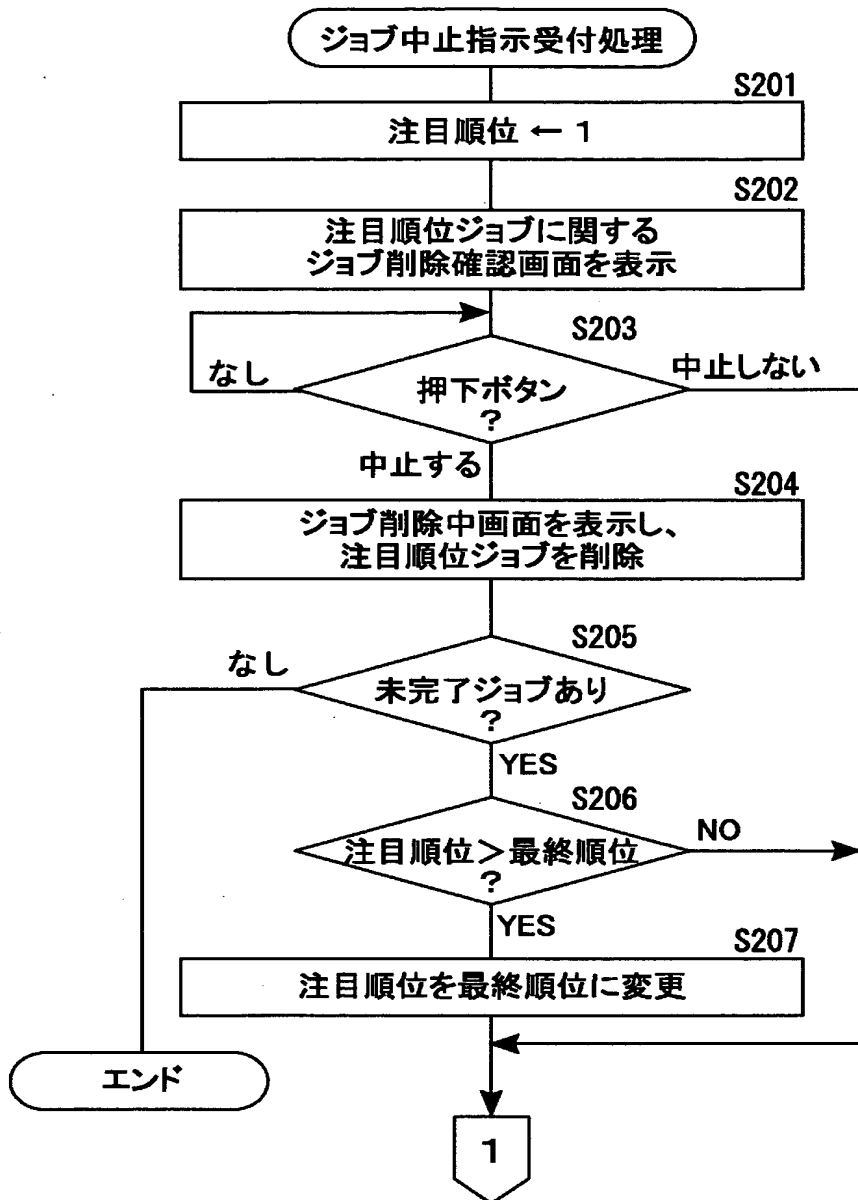 ジョブ中止指示受付処理
S201
注目順位 ← 1
S202
注目順位ジョブに関する
ジョブ削除確認画面を表示
S203
なし
押下ボタン
?
中止しない
中止する
S204
ジョブ削除中画面を表示し、
注目順位ジョブを削除
S205
なし
未完了ジョブあり
?
YES
S206
注目順位>最終順位
?
NO
YES
S207
注目順位を最終順位に変更
エンド
1